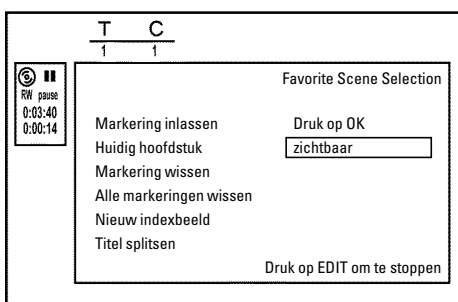 T C
1 1
RW pause
0:03:40
0:00:14
Favorite Scene Selection
Markering inlassen Druk op OK
Huidig hoofdstuk zichtbaar
Markering wissen
Alle markeringen wissen
Nieuw indexbeeld
Titel splitsen
Druk op EDIT om te stoppen